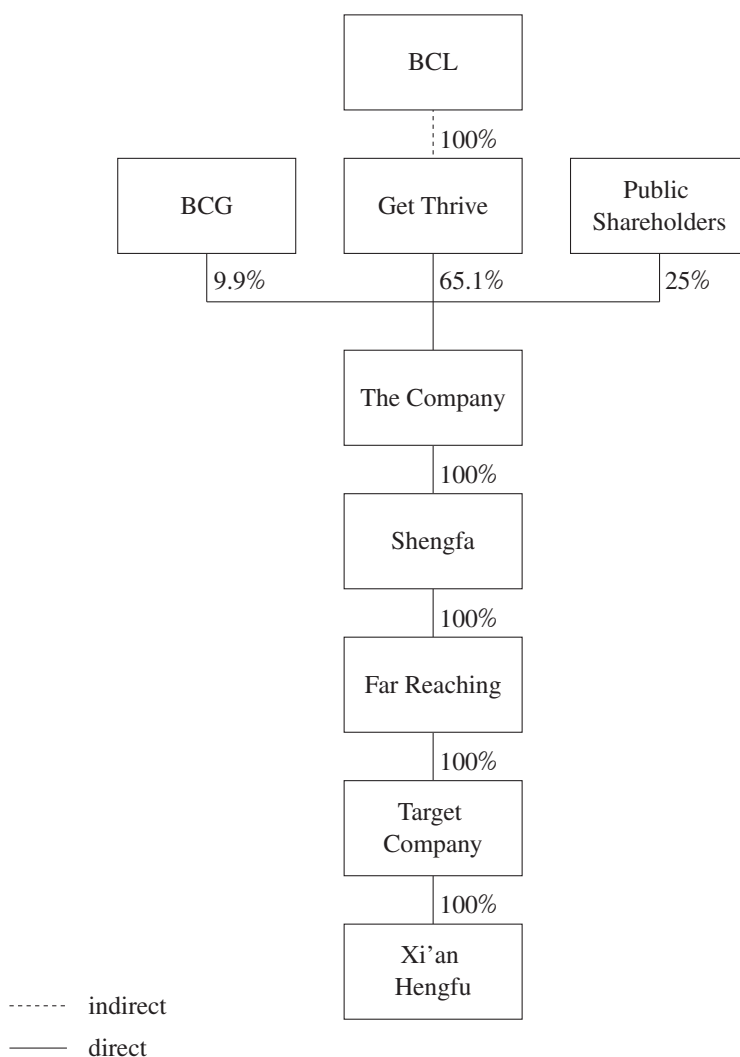 BCL
100%
BCG
Get Thrive
Public
Shareholders
9.9%
65.1%
25%
The Company
100%
Shengfa
100%
Far Reaching
100%
Target
Company
100%
Xi’an
Hengfu
indirect
direct